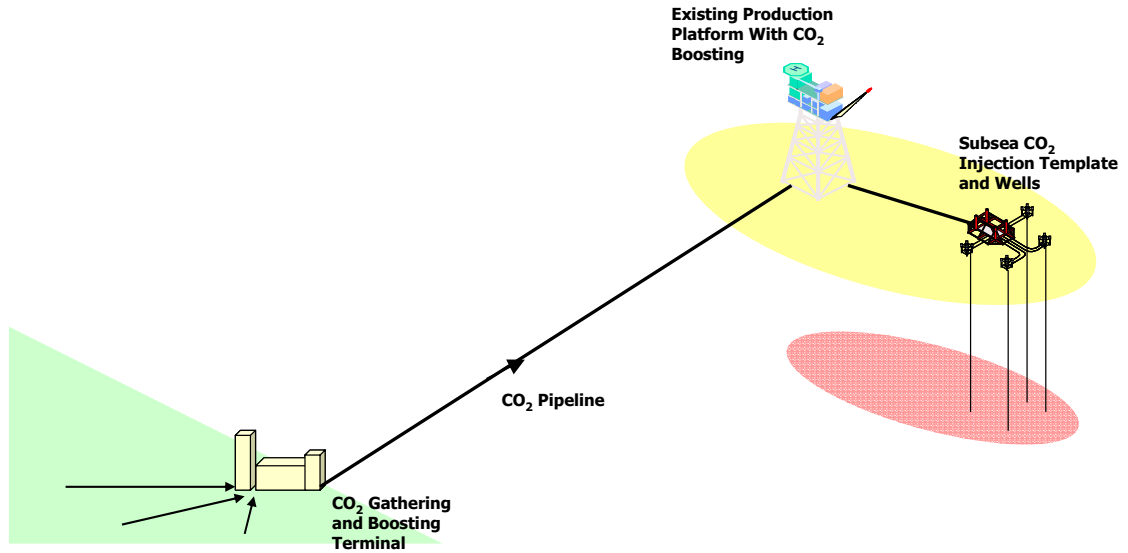 Existing Production
Platform With CO₂
Boosting
H
Subsea CO₂
Injection Template
and Wells
CO₂ Pipeline
CO₂ Gathering
and Boosting
Terminal